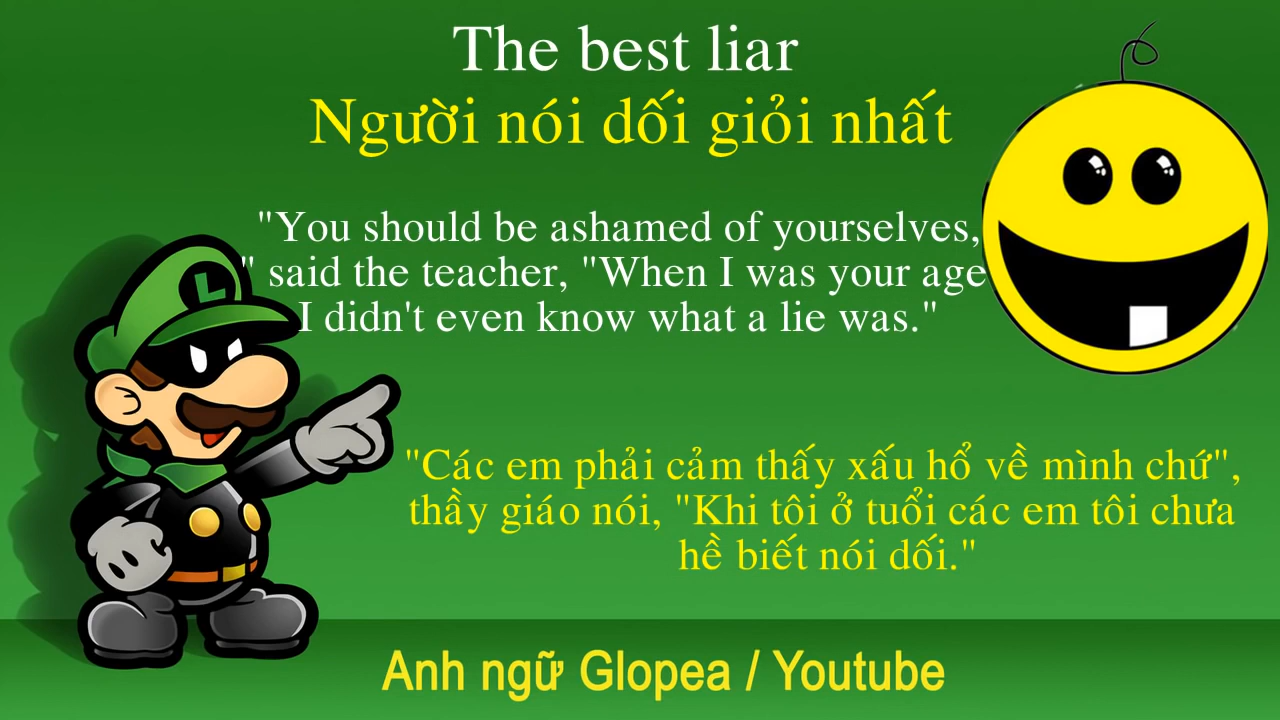 The best liar
Người nói dối giỏi nhất
"You should be ashamed of yourselves,
" said the teacher, "When I was your age
I didn't even know what a lie was."
L
"Các em phải cảm thấy xấu hổ về mình chứ",
thầy giáo nói, "Khi tôi ở tuổi các em tôi chưa
hề biết nói dối."
Anh ngữ Glopea / Youtube